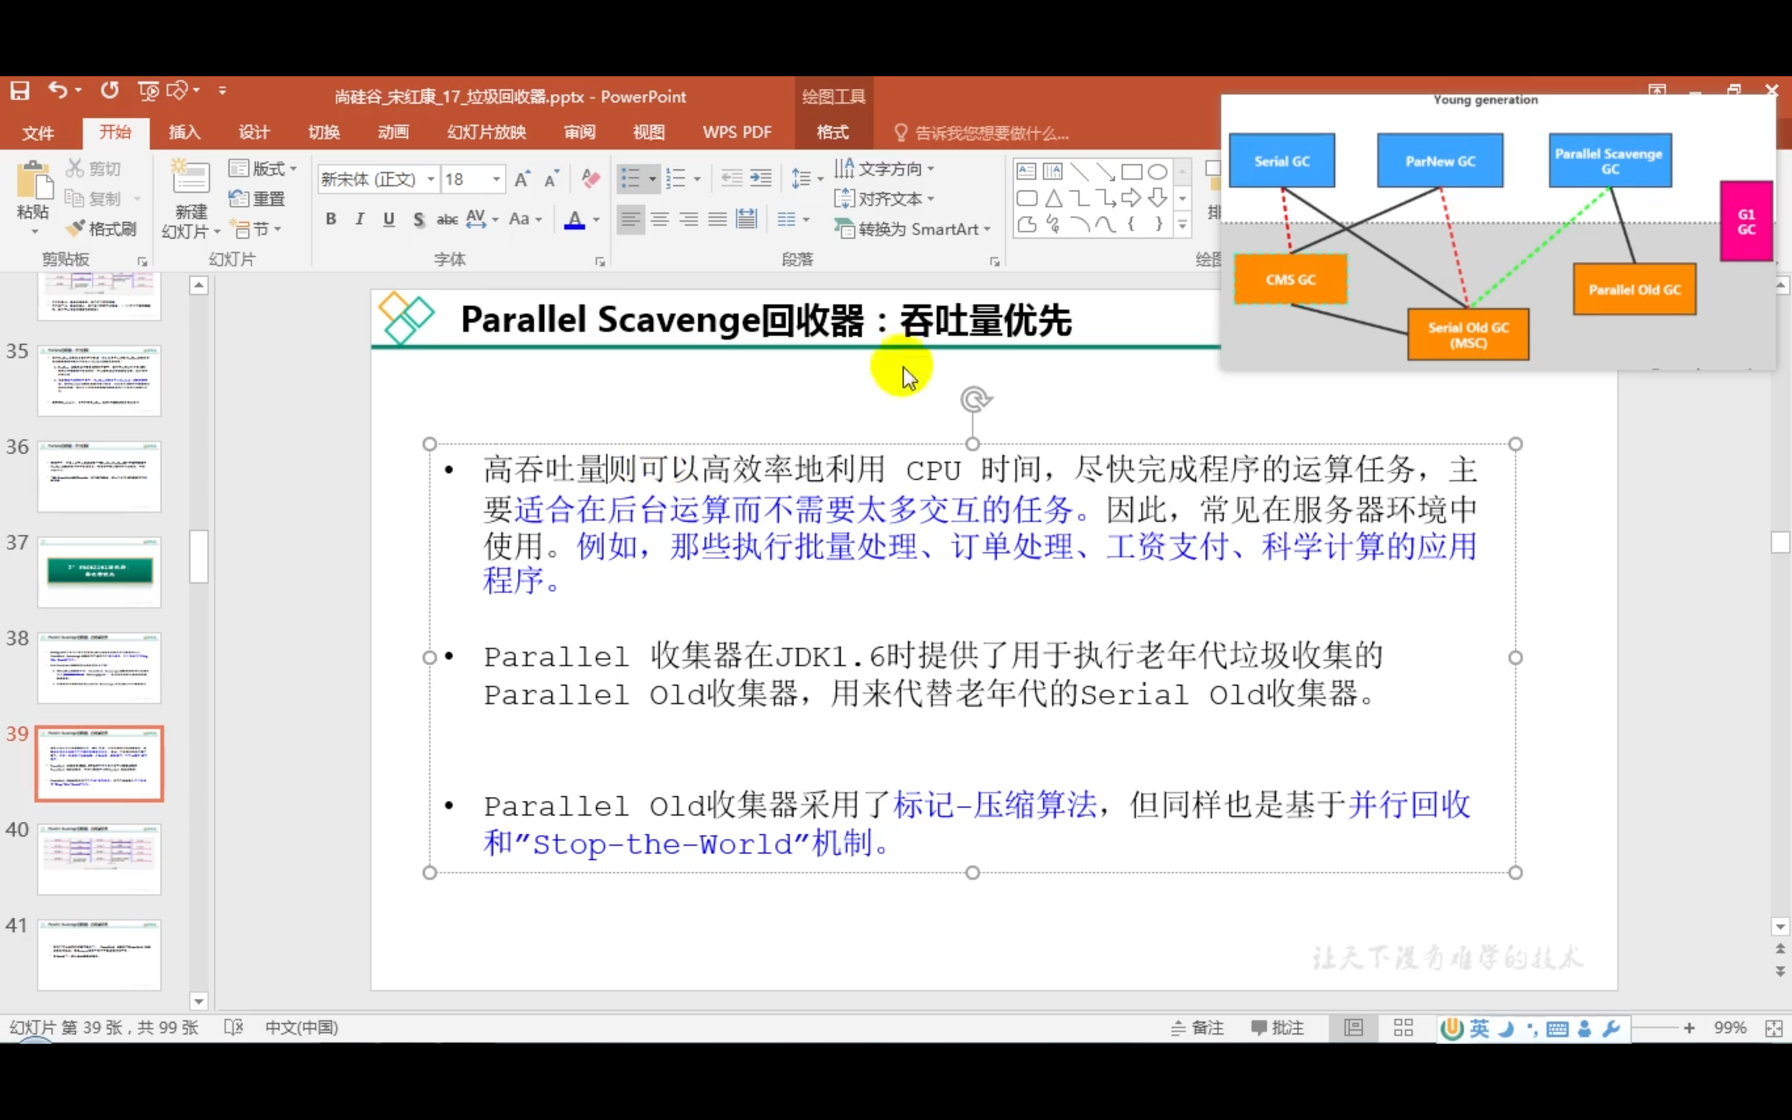 尚硅谷_宋红康_17_垃圾回收器.pptx - PowerPoint
绘图工具
文件 开始 插入 设计 切换 动画 幻灯片放映 审阅 视图 WPS PDF 格式 告诉我您想要做什么...
粘贴
剪切
复制
格式刷
剪贴板
新建
幻灯片
版式
重置
节
幻灯片
新宋体 (正文) 18
B I U S abc AV Aa A
字体
文字方向
对齐文本
转换为 SmartArt
段落
Young generation
Serial GC
ParNew GC
Parallel Scavenge
GC
G1
GC
CMS GC
Parallel Old GC
Serial Old GC
(MSC)
35
36
37
38
39
40
41
Parallel Scavenge回收器：吞吐量优先
• 高吞吐量则可以高效率地利用 CPU 时间，尽快完成程序的运算任务，主
要适合在后台运算而不需要太多交互的任务。因此，常见在服务器环境中
使用。例如，那些执行批量处理、订单处理、工资支付、科学计算的应用
程序。
• Parallel 收集器在JDK1.6时提供了用于执行老年代垃圾收集的
Parallel Old收集器，用来代替老年代的Serial Old收集器。
• Parallel Old收集器采用了标记-压缩算法，但同样也是基于并行回收
和”Stop-the-World”机制。
让天下没有难学的技术
幻灯片 第 39 张，共 99 张 中文(中国) 备注 批注 英 99%